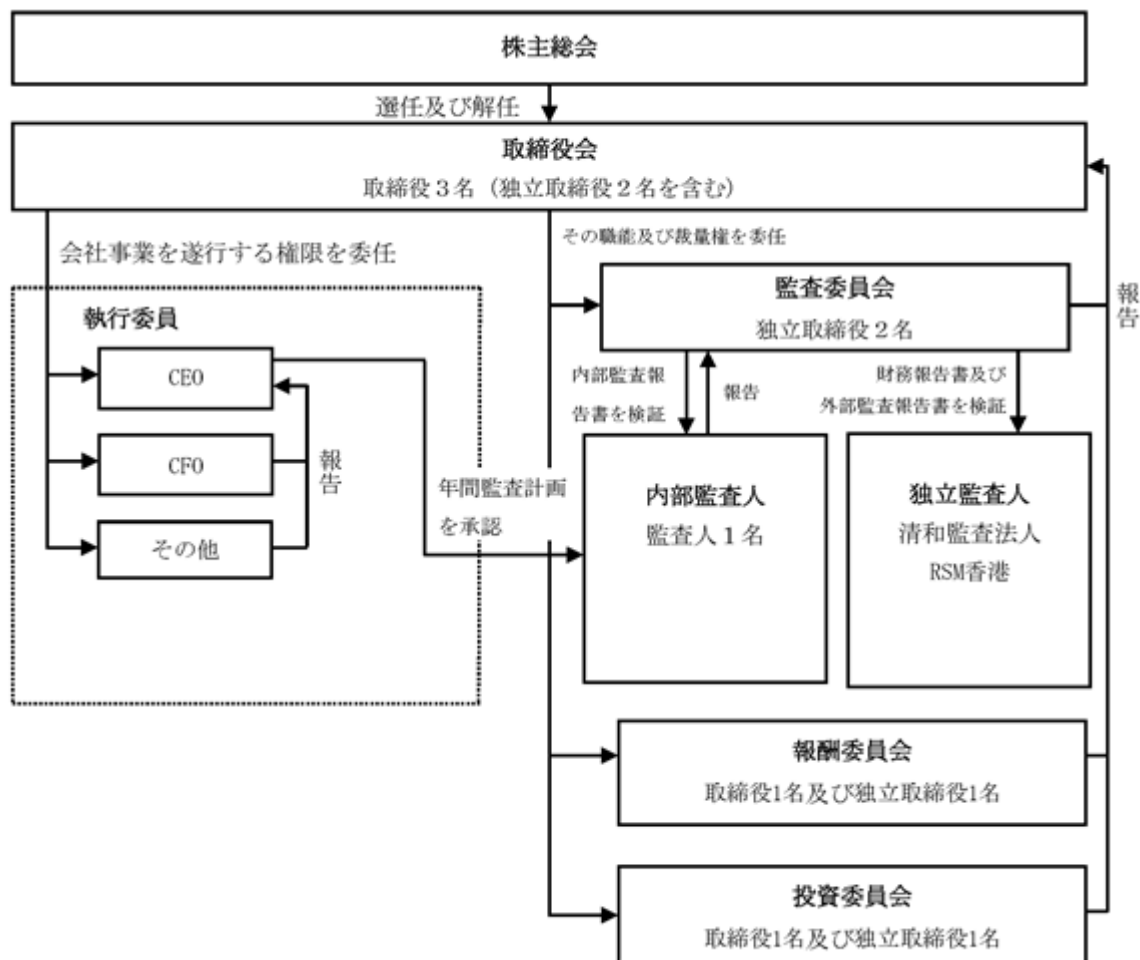 株主総会
選任及び解任
取締役会
取締役３名（独立取締役２名を含む）
会社事業を遂行する権限を委任
その職能及び裁量権を委任
執行委員
CEO
CFO
その他
報告
年間監査計画
を承認
監査委員会
独立取締役２名
内部監査報
告書を検証
報告
財務報告書及び
外部監査報告書を検証
内部監査人
監査人１名
独立監査人
清和監査法人
RSM香港
報告
報酬委員会
取締役1名及び独立取締役1名
投資委員会
取締役1名及び独立取締役1名